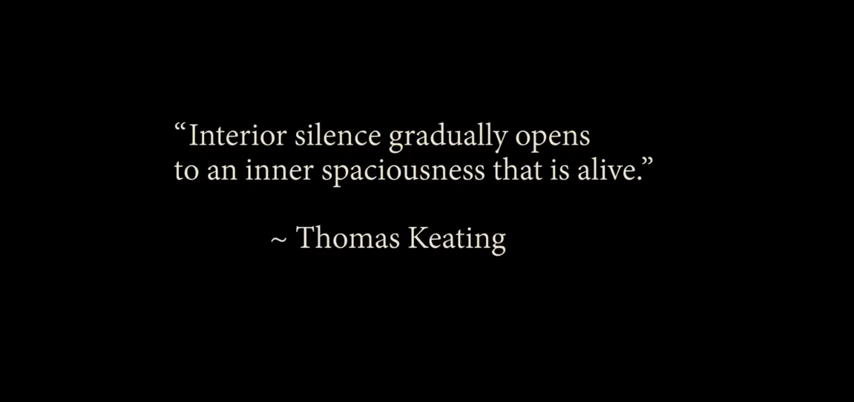 “Interior silence gradually opens
to an inner spaciousness that is alive.”
~ Thomas Keating